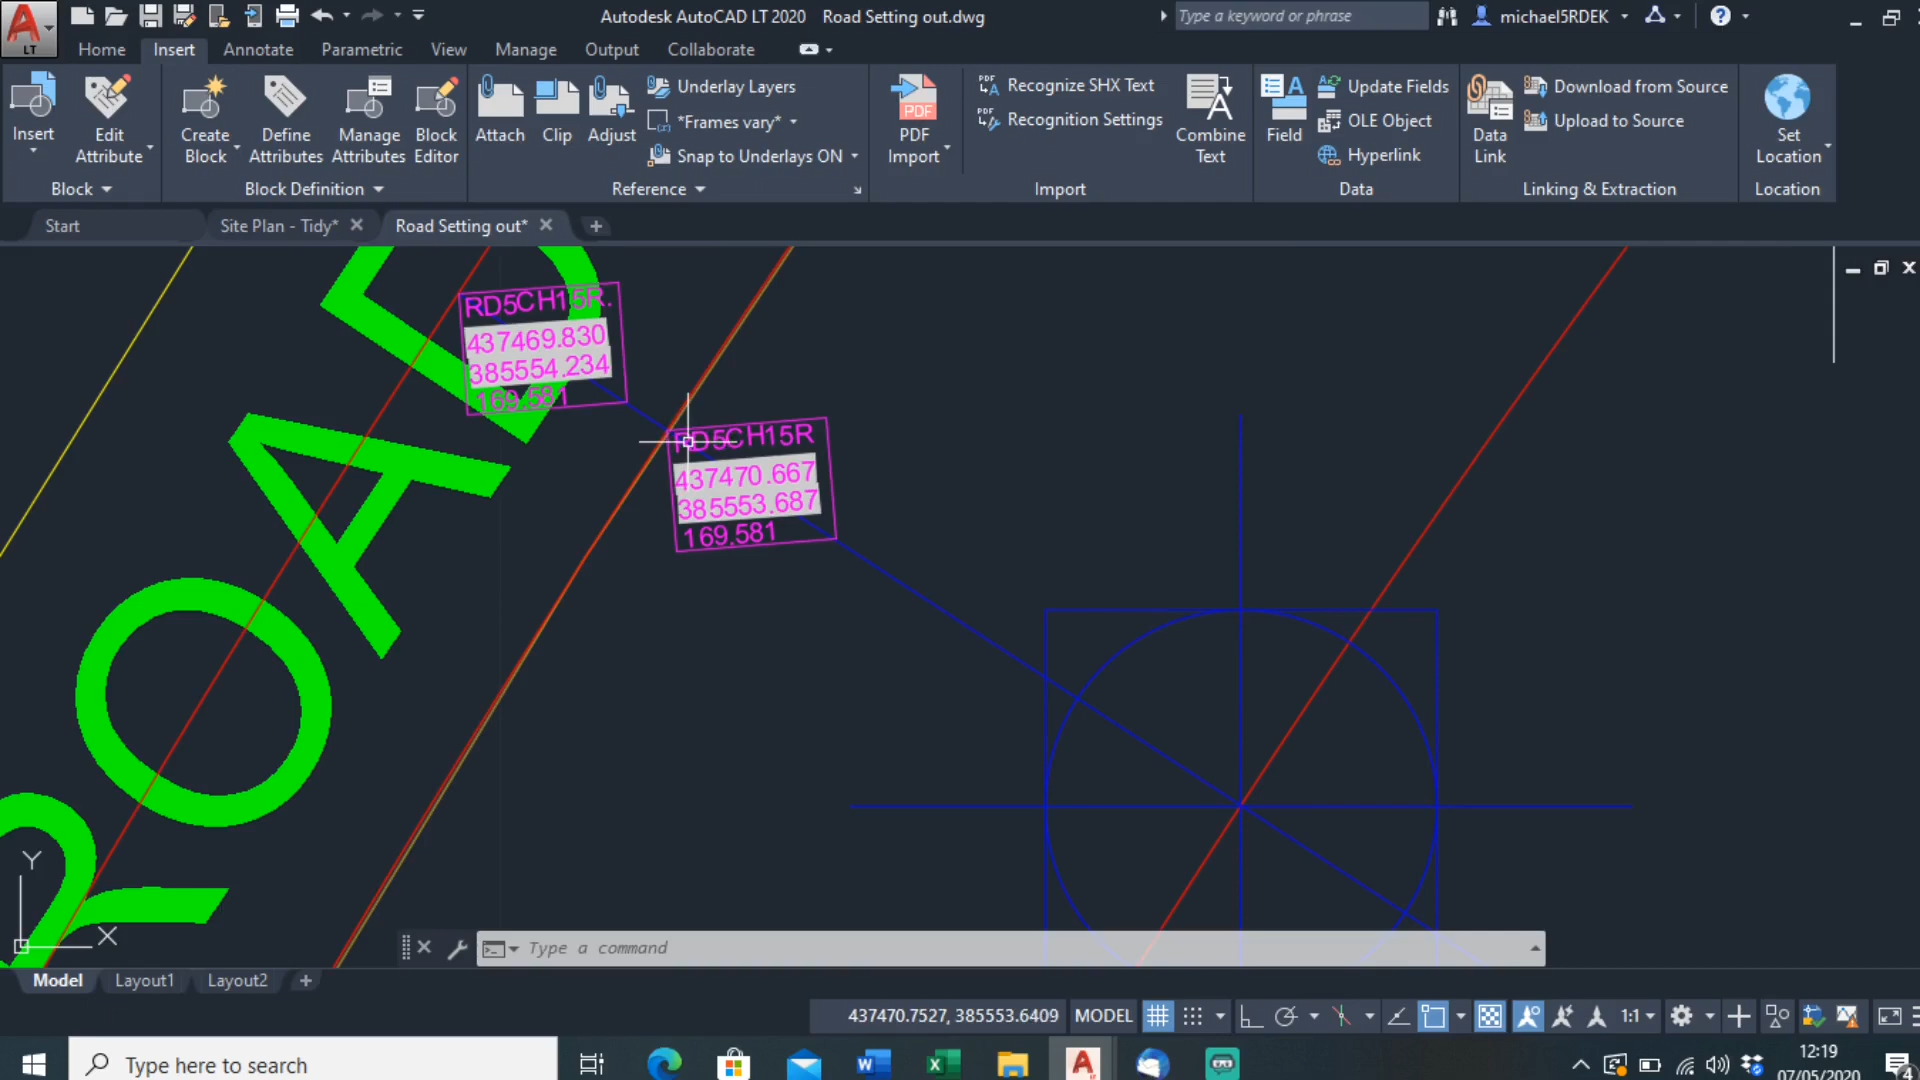 Autodesk AutoCAD LT 2020 Road Setting out.dwg
Type a keyword or phrase
michael5RDEK
LT
Home Insert Annotate Parametric View Manage Output Collaborate
Insert
Edit Attribute
Create Block
Define Attributes
Manage Attributes
Block Editor
Attach
Clip
Adjust
Underlay Layers
*Frames vary*
Snap to Underlays ON
PDF
PDF Import
Recognize SHX Text
Recognition Settings
Combine Text
Field
Update Fields
OLE Object
Hyperlink
Data Link
Download from Source
Upload to Source
Set Location
Block Block Definition Reference Import Data Linking & Extraction Location
Start Site Plan - Tidy* Road Setting out*
RD5CH15R.
437469.830
385554.234
169.581
RD5CH15R
437470.667
385553.687
169.581
ROAD
Y
X
Type a command
Model Layout1 Layout2
437470.7527, 385553.6409 MODEL 1:1
Type here to search
12:19
07/05/2020
4